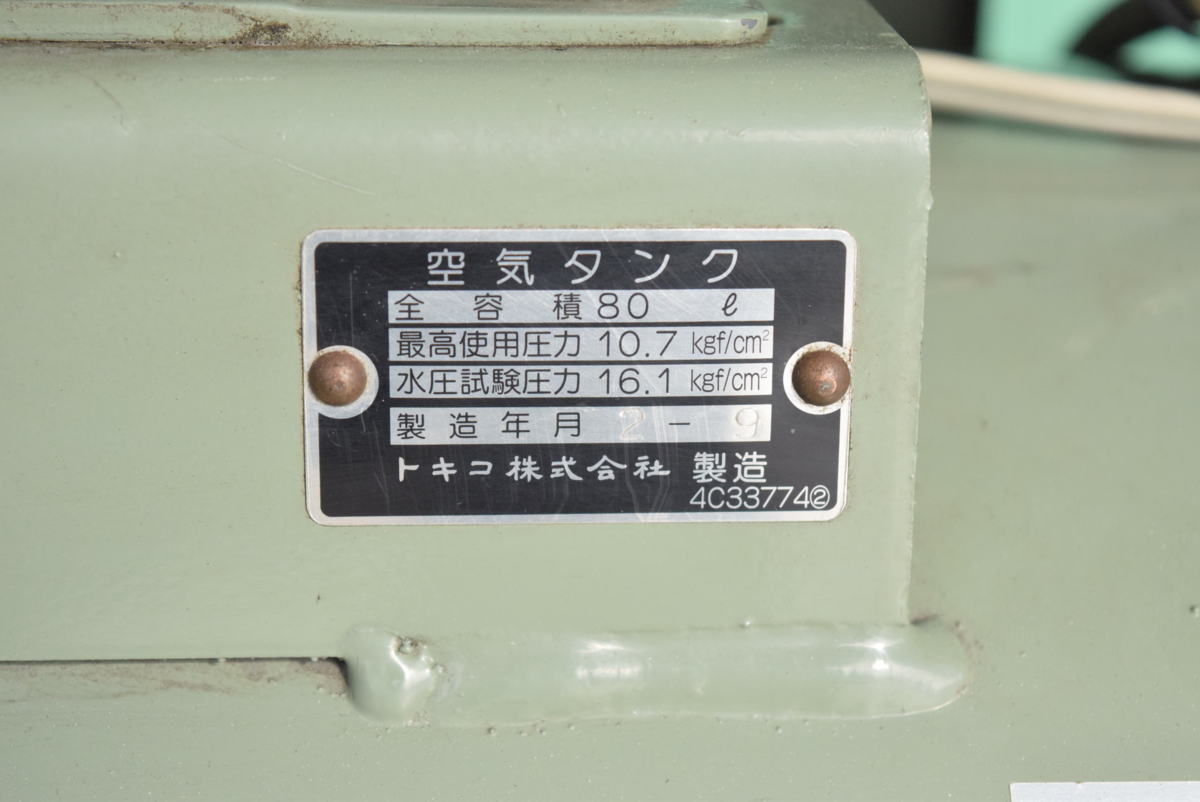 空気タンク
全容積 80 ℓ
最高使用圧力 10.7 kgf/cm²
水圧試験圧力 16.1 kgf/cm²
製造年月 2-9
トキコ株式会社 製造
4C33774②